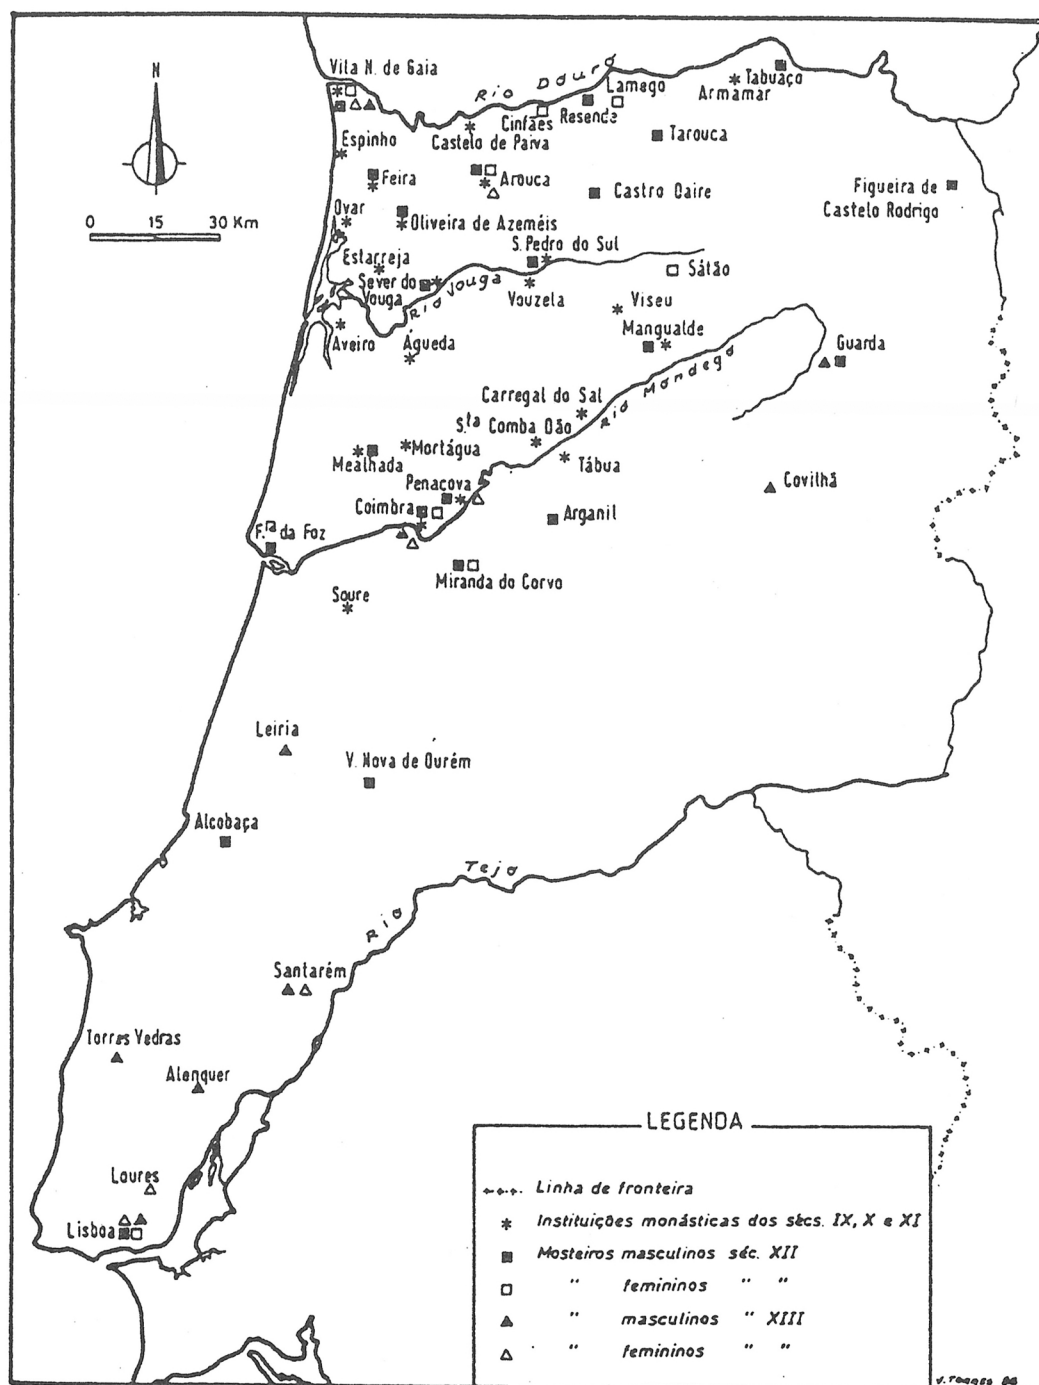 Vila N. de Gaia
N
Rio Douro
Tabuaço
Lamego
Armamar
Cinfães
Resende
Espinho
Castelo de Paiva
Tarouca
Feira
Arouca
Castro Daire
Figueira de
Castelo Rodrigo
0 15 30 Km
Ovar
Oliveira de Azeméis
S. Pedro do Sul
Estarreja
Sátão
Sever do
Vouga
Rio Vouga
Vouzela
Viseu
Aveiro
Águeda
Mangualde
Guarda
Rio Mondego
Carregal do Sal
S.ta Comba Dão
Mortágua
Mealhada
Tábua
Penacova
Covilhã
Coimbra
Arganil
F.a da Foz
Miranda do Corvo
Soure
Leiria
V. Nova de Ourém
Alcobaça
Rio Tejo
Santarém
Torres Vedras
Alenquer
Loures
Lisboa
LEGENDA
Linha de fronteira
Instituições monásticas dos sécs. IX, X e XI
Mosteiros masculinos séc. XII
" femininos " "
" masculinos " XIII
" femininos " "